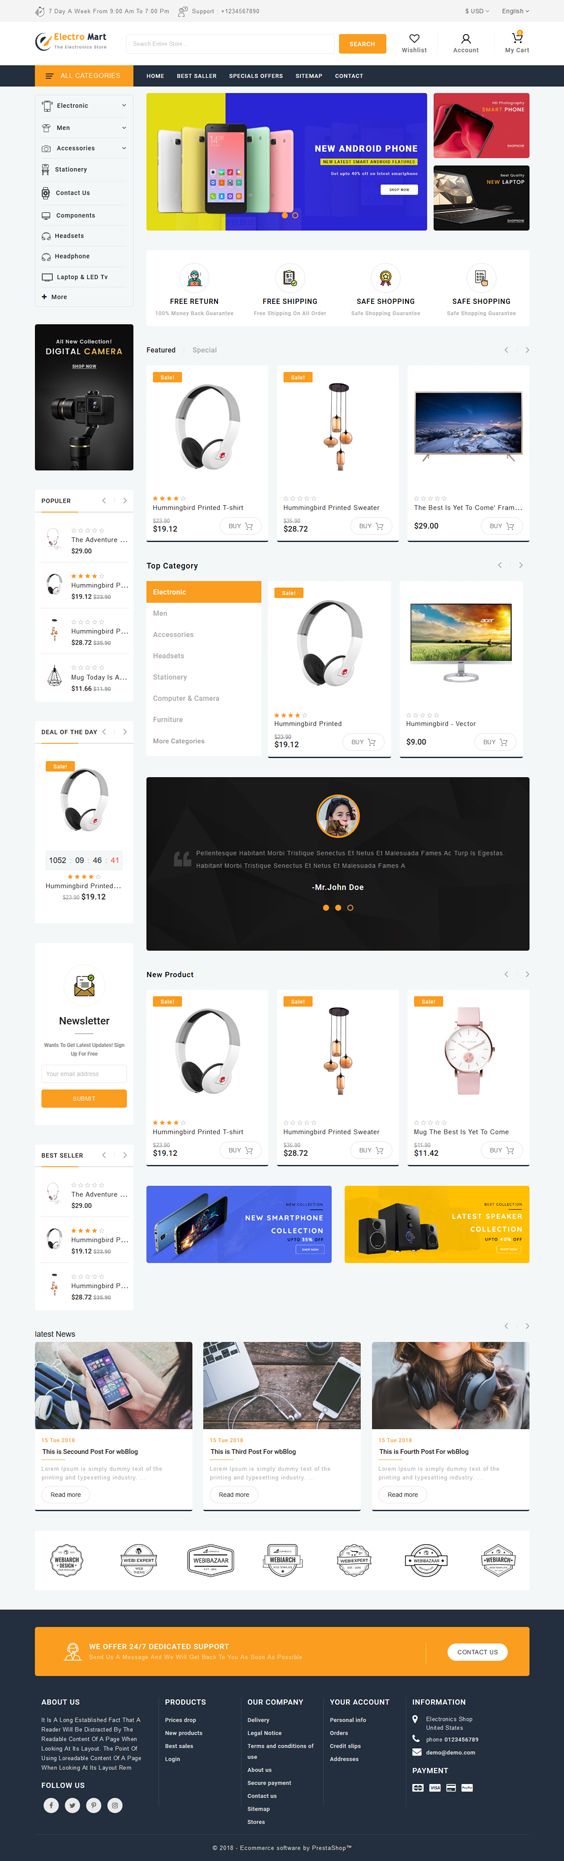 7 Day A Week From 9:00 Am To 7:00 Pm
Support : +1234567890
$ USD
English
Electro Mart
The Electronics Store
Search Entire Store...
SEARCH
Wishlist
Account
My Cart
ALL CATEGORIES
HOME
BEST SALLER
SPECIALS OFFERS
SITEMAP
CONTACT
Electronic
Men
Accessories
Stationery
Contact Us
Components
Headsets
Headphone
Laptop & LED Tv
More
NEW ANDROID PHONE
NEW LATEST SMART ANDROID FEATURED
Get upto 40% off on latest smartphone
SHOP NOW
HD Photography
SMART PHONE
SHOPNOW
Best Quality
NEW LAPTOP
SHOPNOW
FREE RETURN
100% Money Back Guarantee
FREE SHIPPING
Free Shipping On All Order
SAFE SHOPPING
Safe Shopping Guarantee
SAFE SHOPPING
Safe Shopping Guarantee
All New Collection!
DIGITAL CAMERA
SHOP NOW
Featured
Special
Sale!
Hummingbird Printed T-shirt
$23.90
$19.12
BUY
Sale!
Hummingbird Printed Sweater
$35.90
$28.72
BUY
The Best Is Yet To Come' Fram...
$29.00
BUY
POPULER
The Adventure ...
$29.00
Hummingbird P...
$19.12 $23.90
Hummingbird P...
$28.72 $35.90
Mug Today Is A...
$11.66 $11.90
Top Category
Electronic
Men
Accessories
Headsets
Stationery
Computer & Camera
Furniture
More Categories
Sale!
Hummingbird Printed
$23.90
$19.12
BUY
acer
Hummingbird - Vector
$9.00
BUY
DEAL OF THE DAY
Sale!
1052 : 09 : 46 : 41
Hummingbird Printed...
$23.90 $19.12
Pellentesque Habitant Morbi Tristique Senectus Et Netus Et Malesuada Fames Ac Turp Is Egestas.
Habitant Morbi Tristique Senectus Et Netus Et Malesuada Fames A
-Mr.John Doe
Newsletter
Wants To Get Latest Updates! Sign
Up For Free
Your email address
SUBMIT
New Product
Sale!
Hummingbird Printed T-shirt
$23.90
$19.12
BUY
Sale!
Hummingbird Printed Sweater
$35.90
$28.72
BUY
Sale!
Mug The Best Is Yet To Come
$11.90
$11.42
BUY
BEST SELLER
The Adventure ...
$29.00
Hummingbird P...
$19.12 $23.90
Hummingbird P...
$28.72 $35.90
NEW COLLECTION
NEW SMARTPHONE
COLLECTION
UPTO 35% OFF
SHOP NOW
BEST COLLECTION
LATEST SPEAKER
COLLECTION
UPTO 40% OFF
SHOP NOW
latest News
15 Tue 2018
This is Secound Post For wbBlog
Lorem Ipsum is simply dummy text of the
printing and typesetting industry. ...
Read more
15 Tue 2018
This is Third Post For wbBlog
Lorem Ipsum is simply dummy text of the
printing and typesetting industry. ...
Read more
15 Tue 2018
This is Fourth Post For wbBlog
Lorem Ipsum is simply dummy text of the
printing and typesetting industry. ...
Read more
WEBIARCH
DESIGN
WEBI EXPERT
WEB
THEME
WEBIBAZAAR
WEBIARCH
WEBIEXPERT
WEBIBAZAAR
WEBIARCH
WE OFFER 24/7 DEDICATED SUPPORT
Send Us A Message And We Will Get Back To You As Soon As Possible
CONTACT US
ABOUT US
It Is A Long Established Fact That A
Reader Will Be Distracted By The
Readable Content Of A Page When
Looking At Its Layout. The Point Of
Using Loreadable Content Of A Page
When Looking At Its Layout Rem
FOLLOW US
PRODUCTS
Prices drop
New products
Best sales
Login
OUR COMPANY
Delivery
Legal Notice
Terms and conditions of
use
About us
Secure payment
Contact us
Sitemap
Stores
YOUR ACCOUNT
Personal info
Orders
Credit slips
Addresses
INFORMATION
Electronics Shop
United States
phone 0123456789
demo@demo.com
PAYMENT
© 2018 - Ecommerce software by PrestaShop™